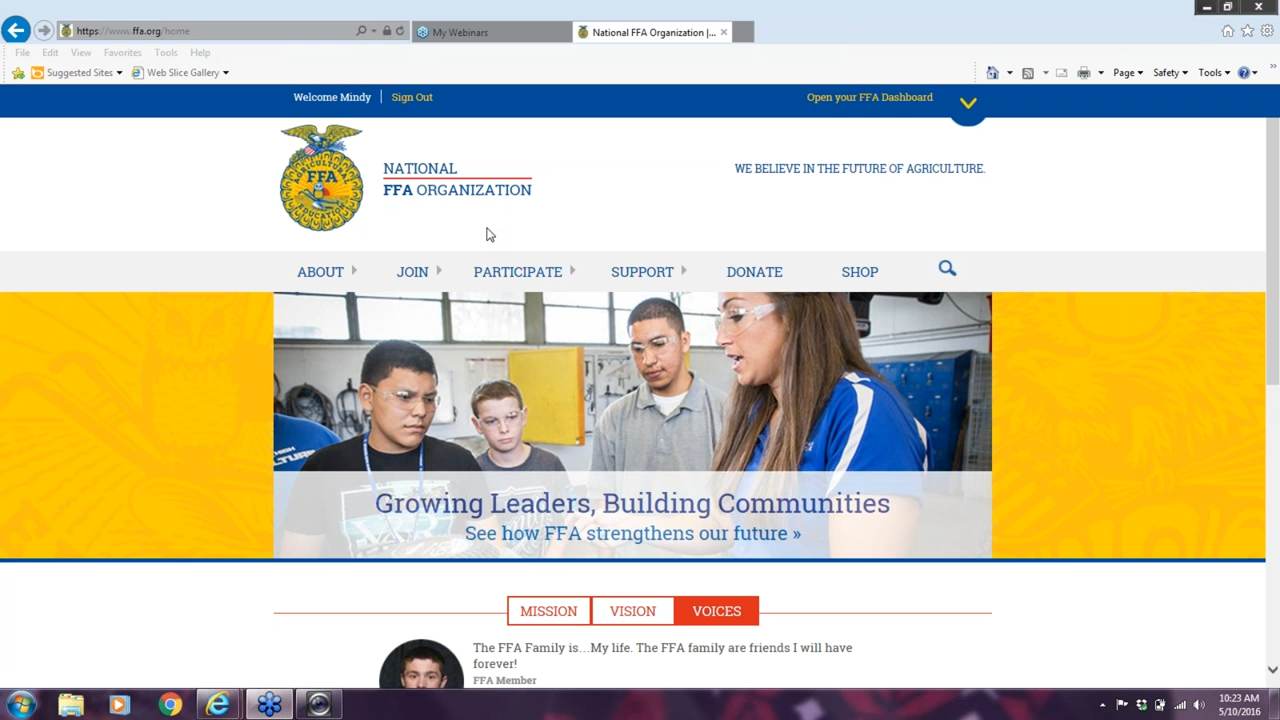 https://www.ffa.org/home
My Webinars
National FFA Organization |...
File Edit View Favorites Tools Help
Suggested Sites Web Slice Gallery Page Safety Tools
Welcome Mindy Sign Out Open your FFA Dashboard
AGRICULTURAL
FFA
EDUCATION
NATIONAL
FFA ORGANIZATION
WE BELIEVE IN THE FUTURE OF AGRICULTURE.
ABOUT JOIN PARTICIPATE SUPPORT DONATE SHOP
Growing Leaders, Building Communities
See how FFA strengthens our future »
MISSION VISION VOICES
The FFA Family is...My life. The FFA family are friends I will have
forever!
FFA Member
10:23 AM
5/10/2016